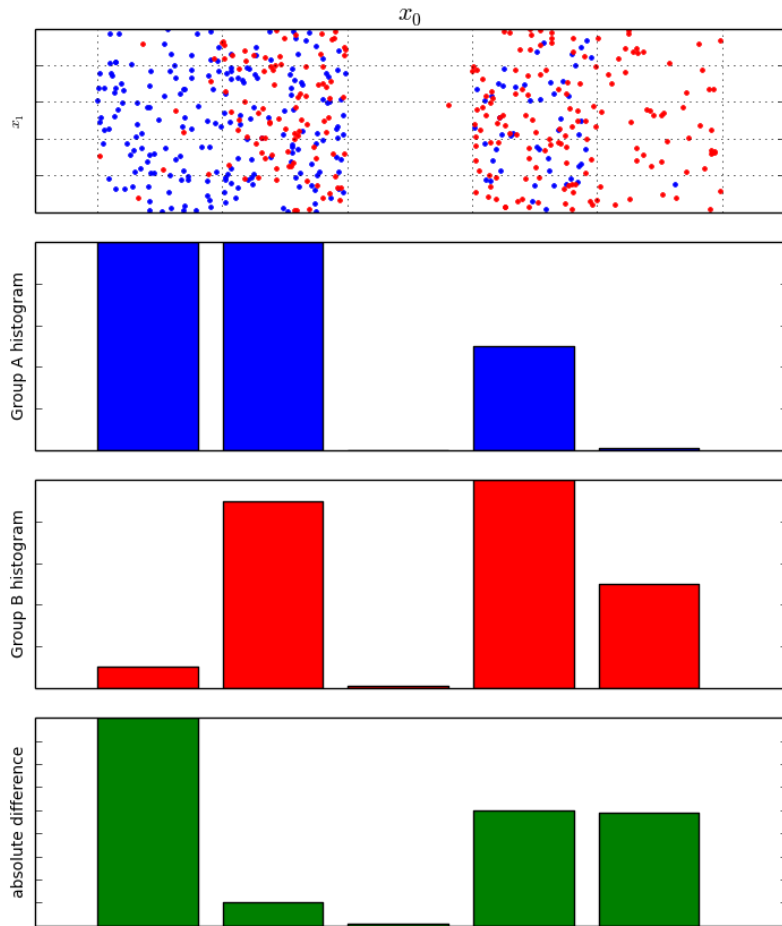 x₀
x₁
Group A histogram
Group B histogram
absolute difference